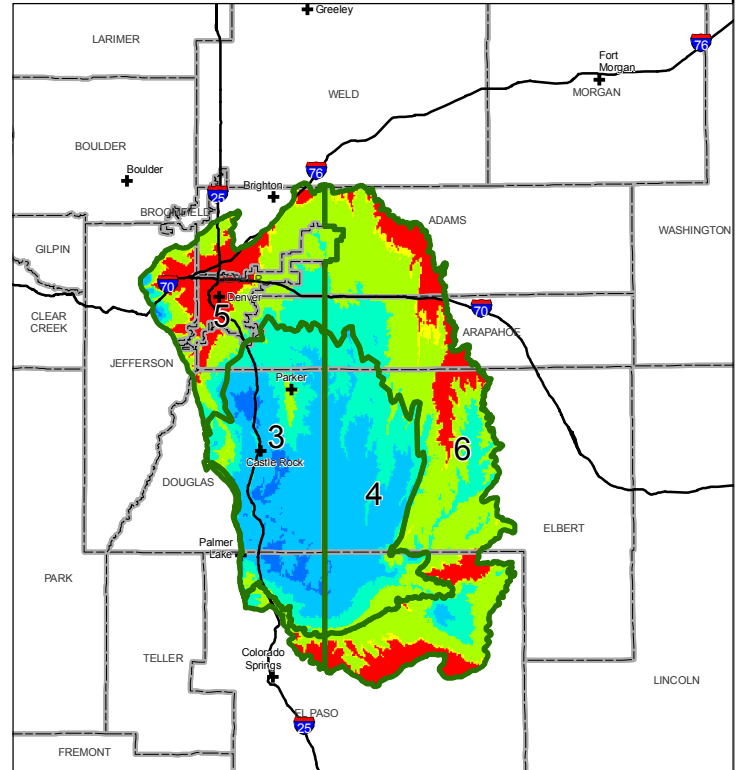 Greeley
LARIMER
76
Fort
Morgan
WELD
MORGAN
BOULDER
Boulder
76
25
Brighton
ADAMS
WASHINGTON
GILPIN
70
Denver
70
5
CLEAR
CREEK
ARAPAHOE
JEFFERSON
Parker
3
6
Castle Rock
DOUGLAS
4
ELBERT
Palmer
Lake
PARK
TELLER
Colorado
Springs
LINCOLN
EL PASO
25
FREMONT